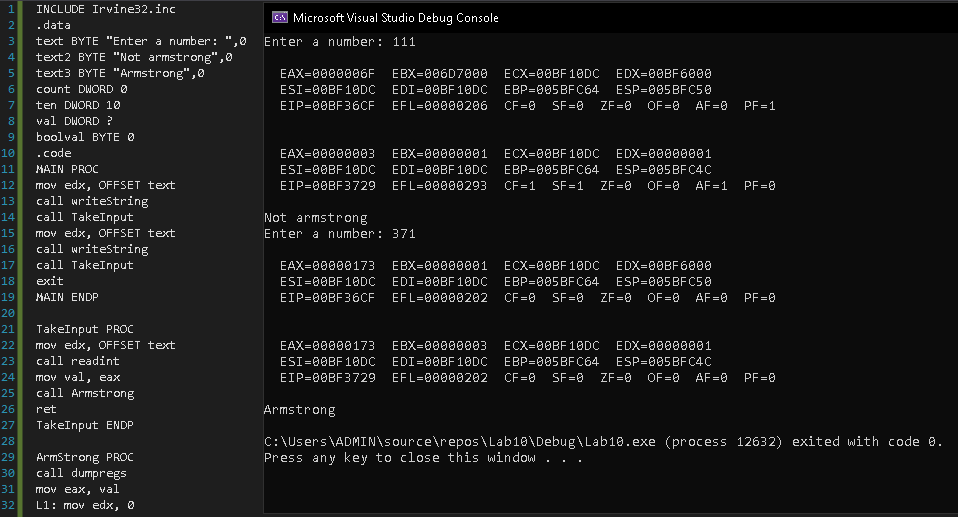 1 INCLUDE Irvine32.inc
2 .data
3 text BYTE "Enter a number: ",0
4 text2 BYTE "Not armstrong",0
5 text3 BYTE "Armstrong",0
6 count DWORD 0
7 ten DWORD 10
8 val DWORD ?
9 boolval BYTE 0
10 .code
11 MAIN PROC
12 mov edx, OFFSET text
13 call writeString
14 call TakeInput
15 mov edx, OFFSET text
16 call writeString
17 call TakeInput
18 exit
19 MAIN ENDP
20
21 TakeInput PROC
22 mov edx, OFFSET text
23 call readint
24 mov val, eax
25 call Armstrong
26 ret
27 TakeInput ENDP
28
29 ArmStrong PROC
30 call dumpregs
31 mov eax, val
32 L1: mov edx, 0
C:\ Microsoft Visual Studio Debug Console
Enter a number: 111
EAX=0000006F EBX=006D7000 ECX=00BF10DC EDX=00BF6000
ESI=00BF10DC EDI=00BF10DC EBP=005BFC64 ESP=005BFC50
EIP=00BF36CF EFL=00000206 CF=0 SF=0 ZF=0 OF=0 AF=0 PF=1
EAX=00000003 EBX=00000001 ECX=00BF10DC EDX=00000001
ESI=00BF10DC EDI=00BF10DC EBP=005BFC64 ESP=005BFC4C
EIP=00BF3729 EFL=00000293 CF=1 SF=1 ZF=0 OF=0 AF=1 PF=0
Not armstrong
Enter a number: 371
EAX=00000173 EBX=00000001 ECX=00BF10DC EDX=00BF6000
ESI=00BF10DC EDI=00BF10DC EBP=005BFC64 ESP=005BFC50
EIP=00BF36CF EFL=00000202 CF=0 SF=0 ZF=0 OF=0 AF=0 PF=0
EAX=00000173 EBX=00000003 ECX=00BF10DC EDX=00000001
ESI=00BF10DC EDI=00BF10DC EBP=005BFC64 ESP=005BFC4C
EIP=00BF3729 EFL=00000202 CF=0 SF=0 ZF=0 OF=0 AF=0 PF=0
Armstrong
C:\Users\ADMIN\source\repos\Lab10\Debug\Lab10.exe (process 12632) exited with code 0.
Press any key to close this window . . .